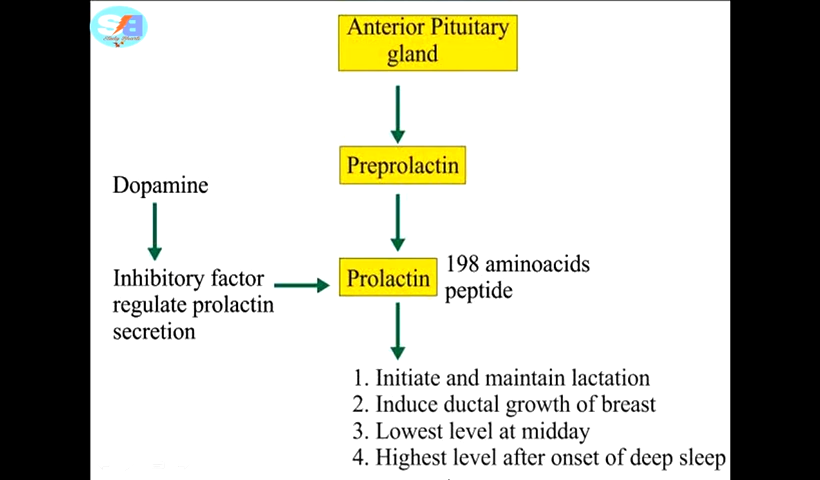 Anterior Pituitary
gland
Preprolactin
Dopamine
Inhibitory factor
regulate prolactin
secretion
Prolactin
198 aminoacids
peptide
1. Initiate and maintain lactation
2. Induce ductal growth of breast
3. Lowest level at midday
4. Highest level after onset of deep sleep